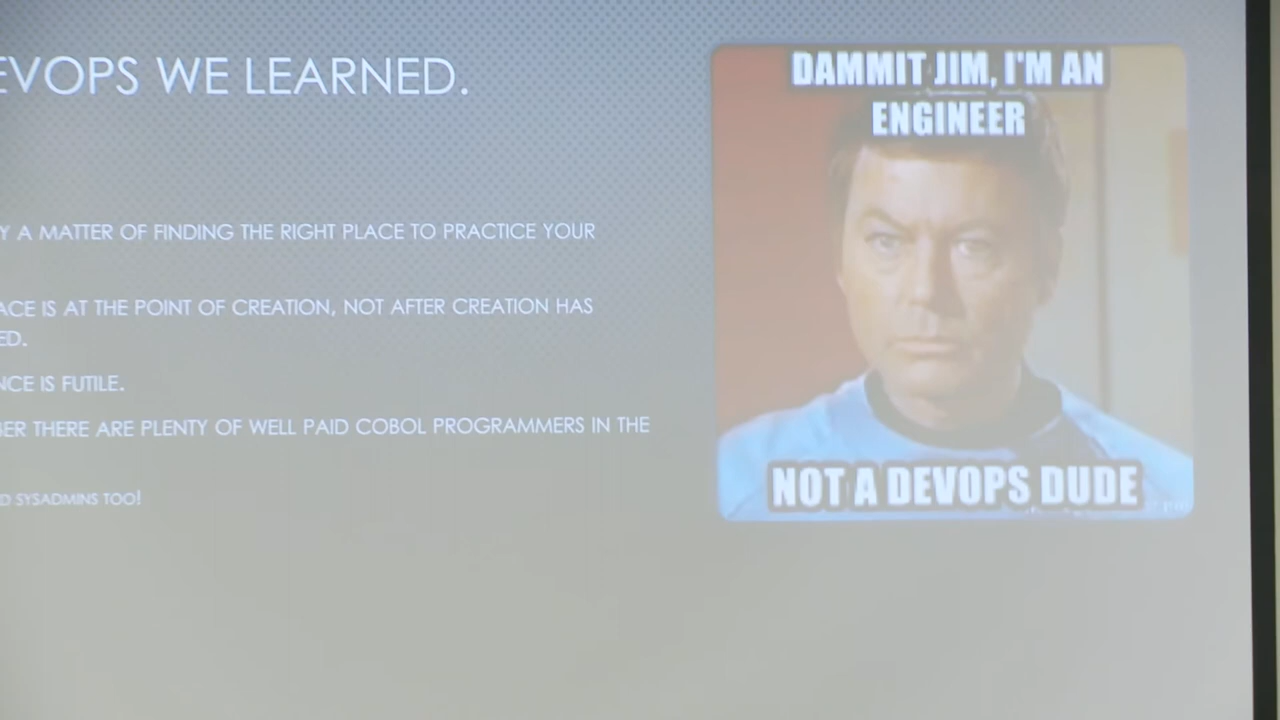 EVOPS WE LEARNED.
Y A MATTER OF FINDING THE RIGHT PLACE TO PRACTICE YOUR
ACE IS AT THE POINT OF CREATION, NOT AFTER CREATION HAS
ED.
NCE IS FUTILE.
BER THERE ARE PLENTY OF WELL PAID COBOL PROGRAMMERS IN THE
D SYSADMINS TOO!
DAMMIT JIM, I'M AN
ENGINEER
NOT A DEVOPS DUDE